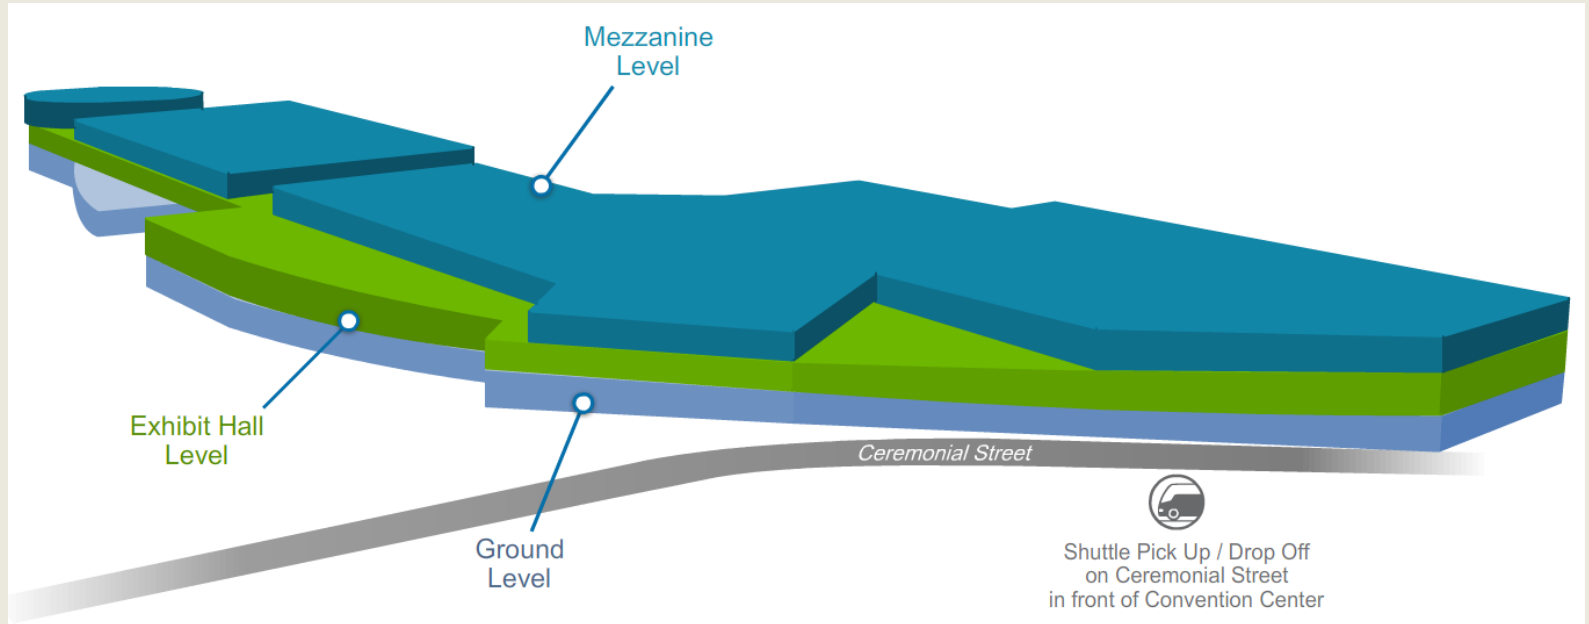 Mezzanine
Level
Exhibit Hall
Level
Ceremonial Street
Ground
Level
Shuttle Pick Up / Drop Off
on Ceremonial Street
in front of Convention Center